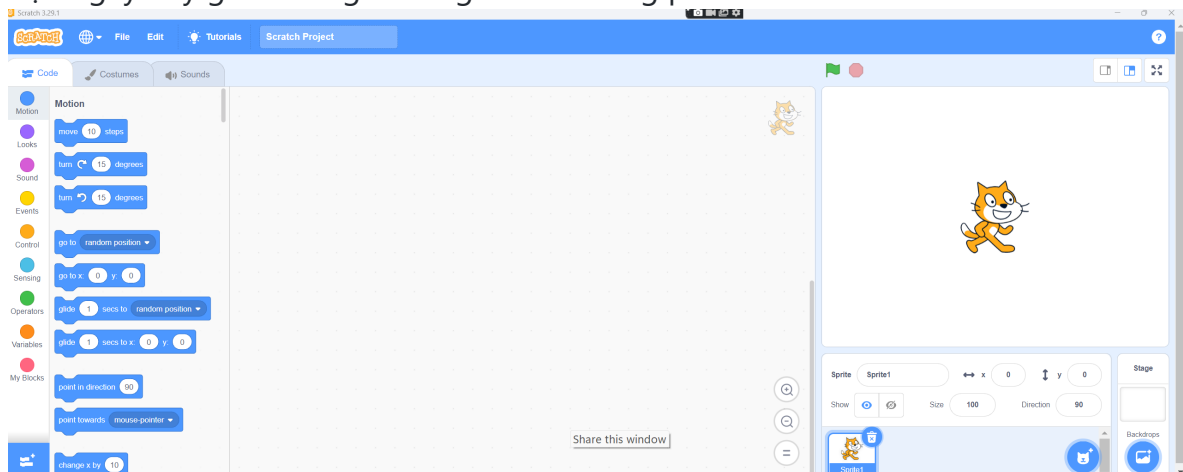 Scratch 3.29.1
SCRATCH File Edit Tutorials Scratch Project
Code Costumes Sounds
Motion
Looks
Sound
Events
Control
Sensing
Operators
Variables
My Blocks
Motion
move 10 steps
turn 15 degrees
turn 15 degrees
go to random position
go to x: 0 y: 0
glide 1 secs to random position
glide 1 secs to x: 0 y: 0
point in direction 90
point towards mouse-pointer
change x by 10
Share this window
Sprite Sprite1 x 0 y 0
Show Size 100 Direction 90
Sprite1
Stage
Backdrops